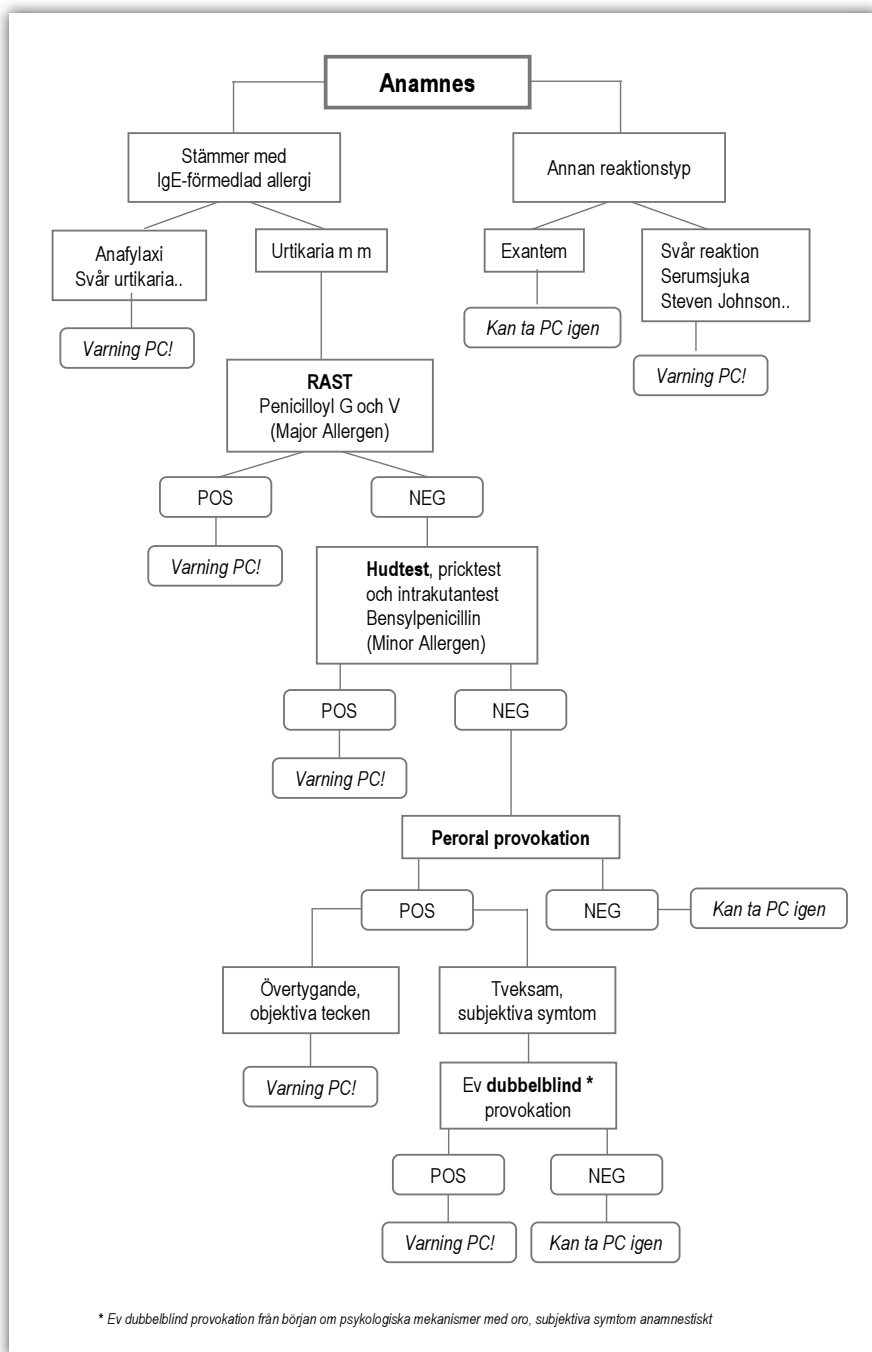 Anamnes
Stämmer med
IgE-förmedlad allergi
Annan reaktionstyp
Anafylaxi
Svår urtikaria..
Urtikaria m m
Exantem
Svår reaktion
Serumsjuka
Steven Johnson..
Varning PC!
Kan ta PC igen
Varning PC!
RAST
Penicilloyl G och V
(Major Allergen)
POS
NEG
Varning PC!
Hudtest, pricktest
och intrakutantest
Bensylpenicillin
(Minor Allergen)
POS
NEG
Varning PC!
Peroral provokation
POS
NEG
Kan ta PC igen
Övertygande,
objektiva tecken
Tveksam,
subjektiva symtom
Varning PC!
Ev dubbelblind *
provokation
POS
NEG
Varning PC!
Kan ta PC igen
* Ev dubbelblind provokation från början om psykologiska mekanismer med oro, subjektiva symtom anamnestiskt